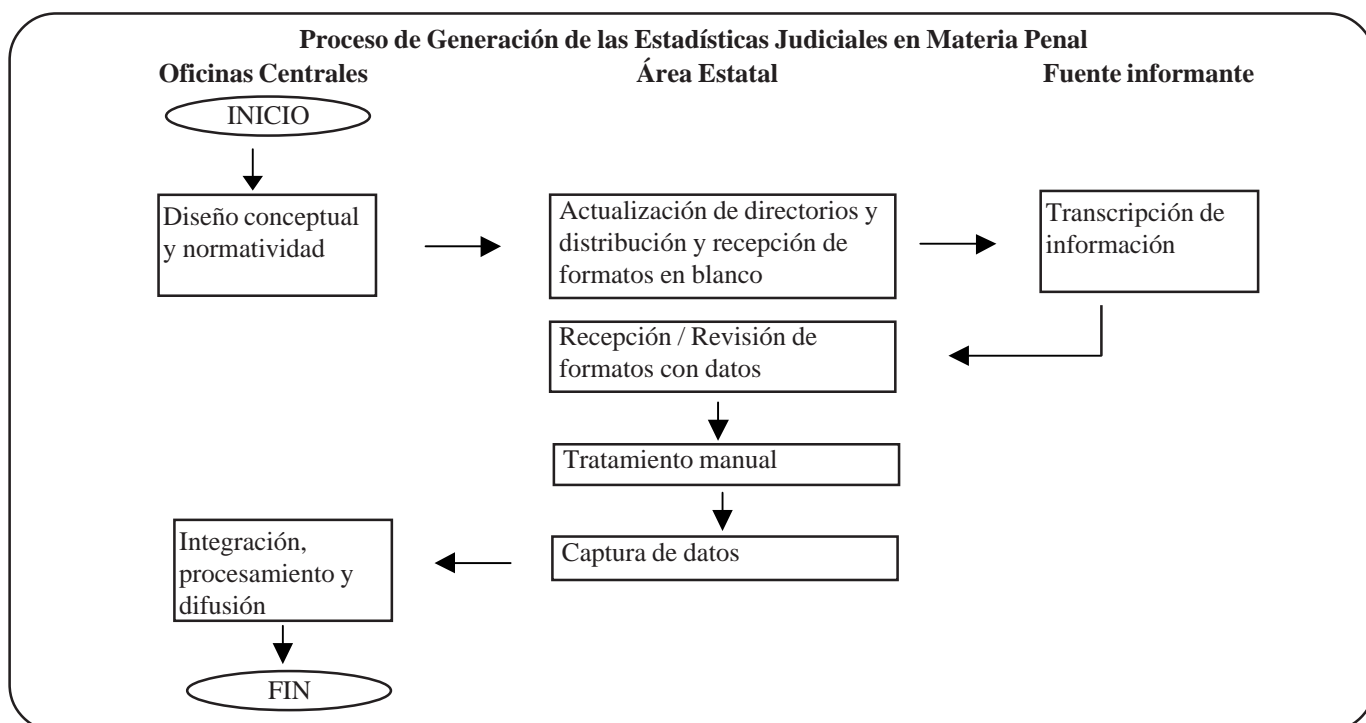 Proceso de Generación de las Estadísticas Judiciales en Materia Penal
Oficinas Centrales
Área Estatal
Fuente informante
INICIO
Diseño conceptual
y normatividad
Actualización de directorios y
distribución y recepción de
formatos en blanco
Transcripción de
información
Recepción / Revisión de
formatos con datos
Tratamiento manual
Captura de datos
Integración,
procesamiento y
difusión
FIN